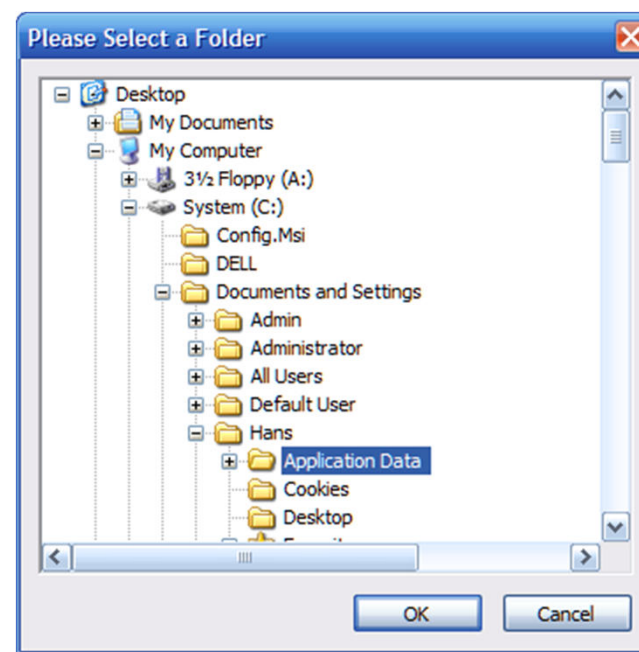 Please Select a Folder
Desktop
My Documents
My Computer
3½ Floppy (A:)
System (C:)
Config.Msi
DELL
Documents and Settings
Admin
Administrator
All Users
Default User
Hans
Application Data
Cookies
Desktop
OK Cancel